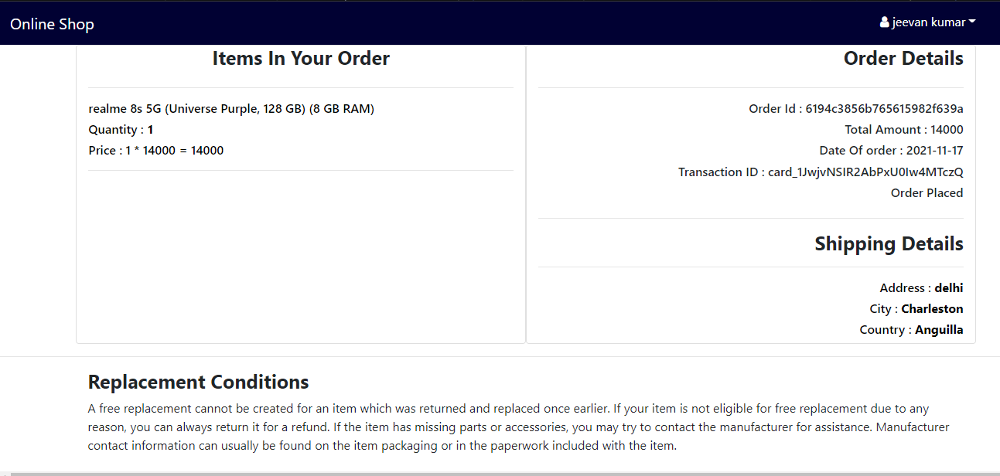 Online Shop
jeevan kumar
Items In Your Order
realme 8s 5G (Universe Purple, 128 GB) (8 GB RAM)
Quantity : 1
Price : 1 * 14000 = 14000
Order Details
Order Id : 6194c3856b765615982f639a
Total Amount : 14000
Date Of order : 2021-11-17
Transaction ID : card_1JwjvNSIR2AbPxU0Iw4MTczQ
Order Placed
Shipping Details
Address : delhi
City : Charleston
Country : Anguilla
Replacement Conditions
A free replacement cannot be created for an item which was returned and replaced once earlier. If your item is not eligible for free replacement due to any
reason, you can always return it for a refund. If the item has missing parts or accessories, you may try to contact the manufacturer for assistance. Manufacturer
contact information can usually be found on the item packaging or in the paperwork included with the item.